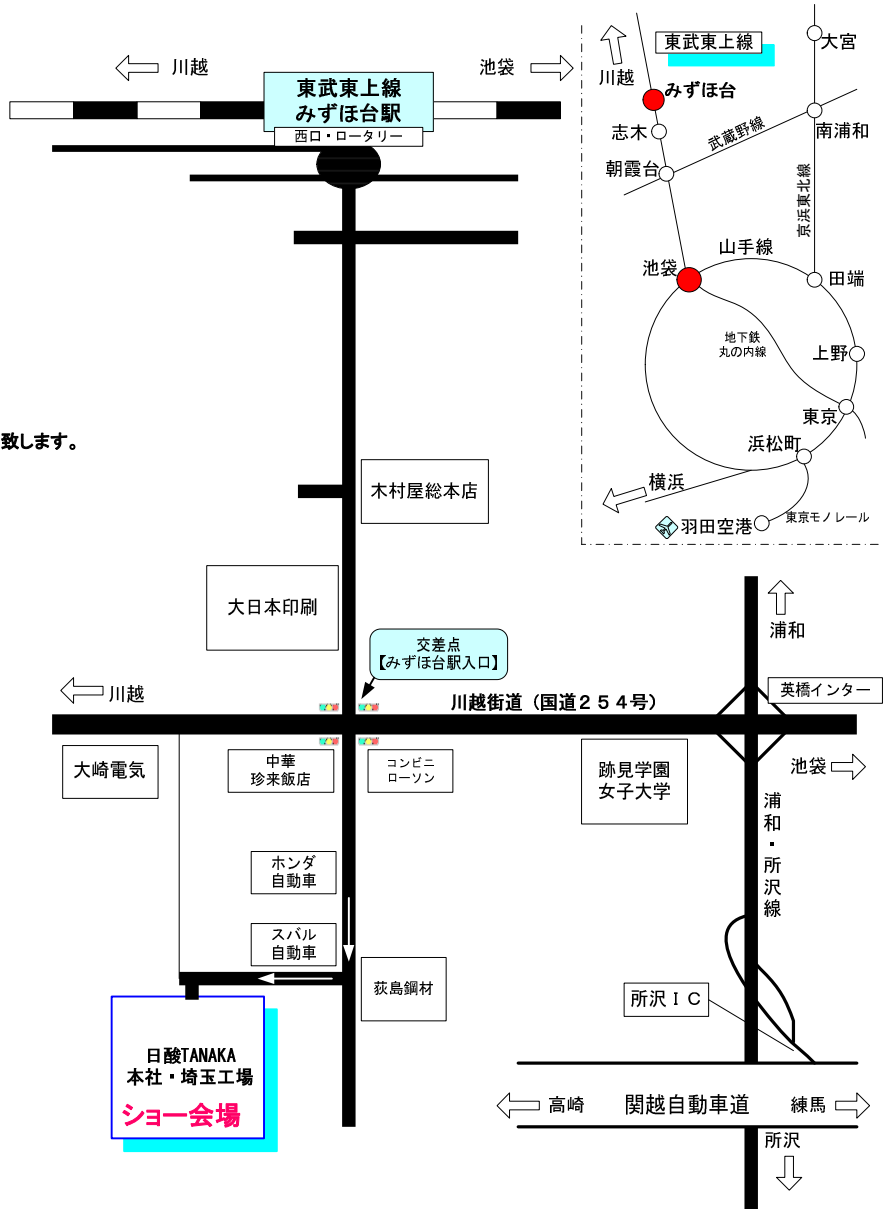 川越
池袋
東武東上線
みずほ台駅
西口・ロータリー
東武東上線
川越
みずほ台
志木
朝霞台
武蔵野線
大宮
南浦和
京浜東北線
山手線
池袋
田端
地下鉄
丸の内線
上野
東京
浜松町
横浜
羽田空港
東京モノレール
致します。
木村屋総本店
大日本印刷
交差点
【みずほ台駅入口】
浦和
川越
川越街道（国道２５４号）
英橋インター
大崎電気
中華
珍来飯店
コンビニ
ローソン
跡見学園
女子大学
池袋
浦和・所沢線
ホンダ
自動車
スバル
自動車
荻島鋼材
所沢ＩＣ
日酸TANAKA
本社・埼玉工場
ショー会場
高崎
関越自動車道
練馬
所沢